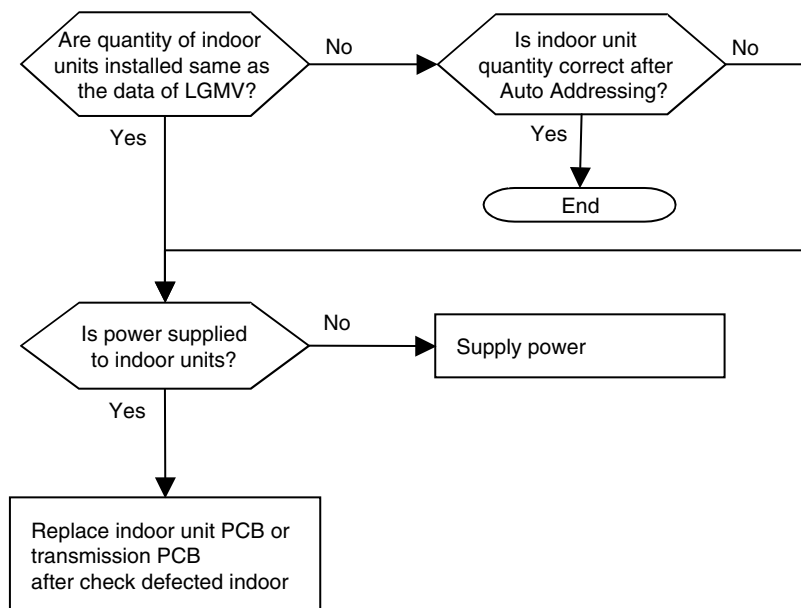 Are quantity of indoor
units installed same as
the data of LGMV?
No
Is indoor unit
quantity correct after
Auto Addressing?
No
Yes
Yes
End
Is power supplied
to indoor units?
No
Supply power
Yes
Replace indoor unit PCB or
transmission PCB
after check defected indoor